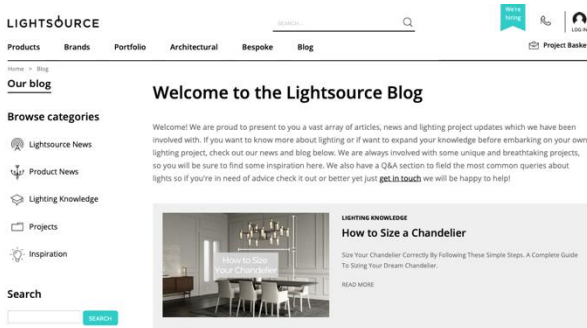 LIGHTSOURCE
SEARCH...
We're
hiring
LOG IN
Products Brands Portfolio Architectural Bespoke Blog
Project Baske
Home > Blog
Our blog
Welcome to the Lightsource Blog
Browse categories
Welcome! We are proud to present to you a vast array of articles, news and lighting project updates which we have been
involved with. If you want to know more about lighting or if want to expand your knowledge before embarking on your own
lighting project, check out our news and blog below. We are always involved with some unique and breathtaking projects,
so you will be sure to find some inspiration here. We also have a Q&A section to field the most common queries about
lights so if you're in need of advice check it out or better yet just get in touch we will be happy to help!
Lightsource News
Product News
Lighting Knowledge
Projects
Inspiration
LIGHTING KNOWLEDGE
How to Size a Chandelier
How to Size
Your Chandelier
Size Your Chandelier Correctly By Following These Simple Steps. A Complete Guide
To Sizing Your Dream Chandelier.
READ MORE
Search
SEARCH